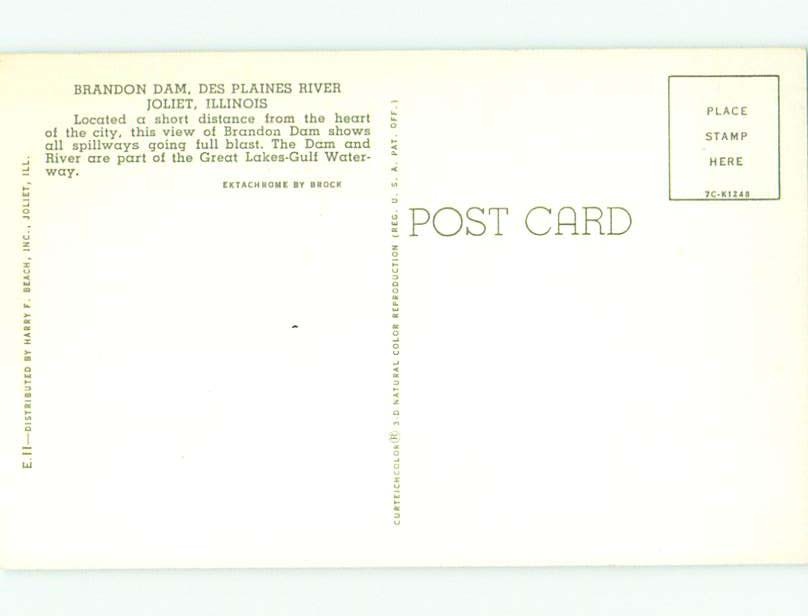 BRANDON DAM, DES PLAINES RIVER
JOLIET, ILLINOIS
Located a short distance from the heart
of the city, this view of Brandon Dam shows
all spillways going full blast. The Dam and
River are part of the Great Lakes-Gulf Water-
way.
EKTACHROME BY BROCK
E.11—DISTRIBUTED BY HARRY F. BEACH, INC., JOLIET, ILL.
CURTEICHCOLOR® 3-D NATURAL COLOR REPRODUCTION (REG. U. S. A. PAT. OFF.)
POST CARD
PLACE
STAMP
HERE
7C-K1248